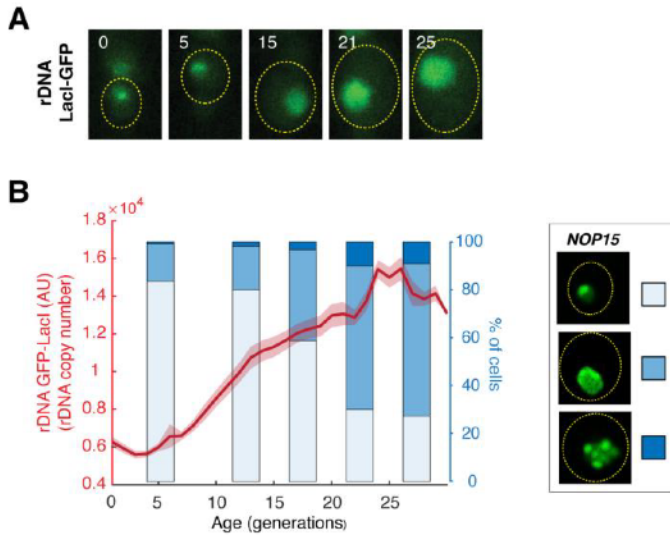 A
rDNA
LacI-GFP
0
5
15
21
25
B
×10⁴
1.8
1.6
1.4
1.2
1
0.8
0.6
0.4
rDNA GFP-LacI (AU)
(rDNA copy number)
0
5
10
15
20
25
Age (generations)
100
80
60
40
20
0
% of cells
NOP15